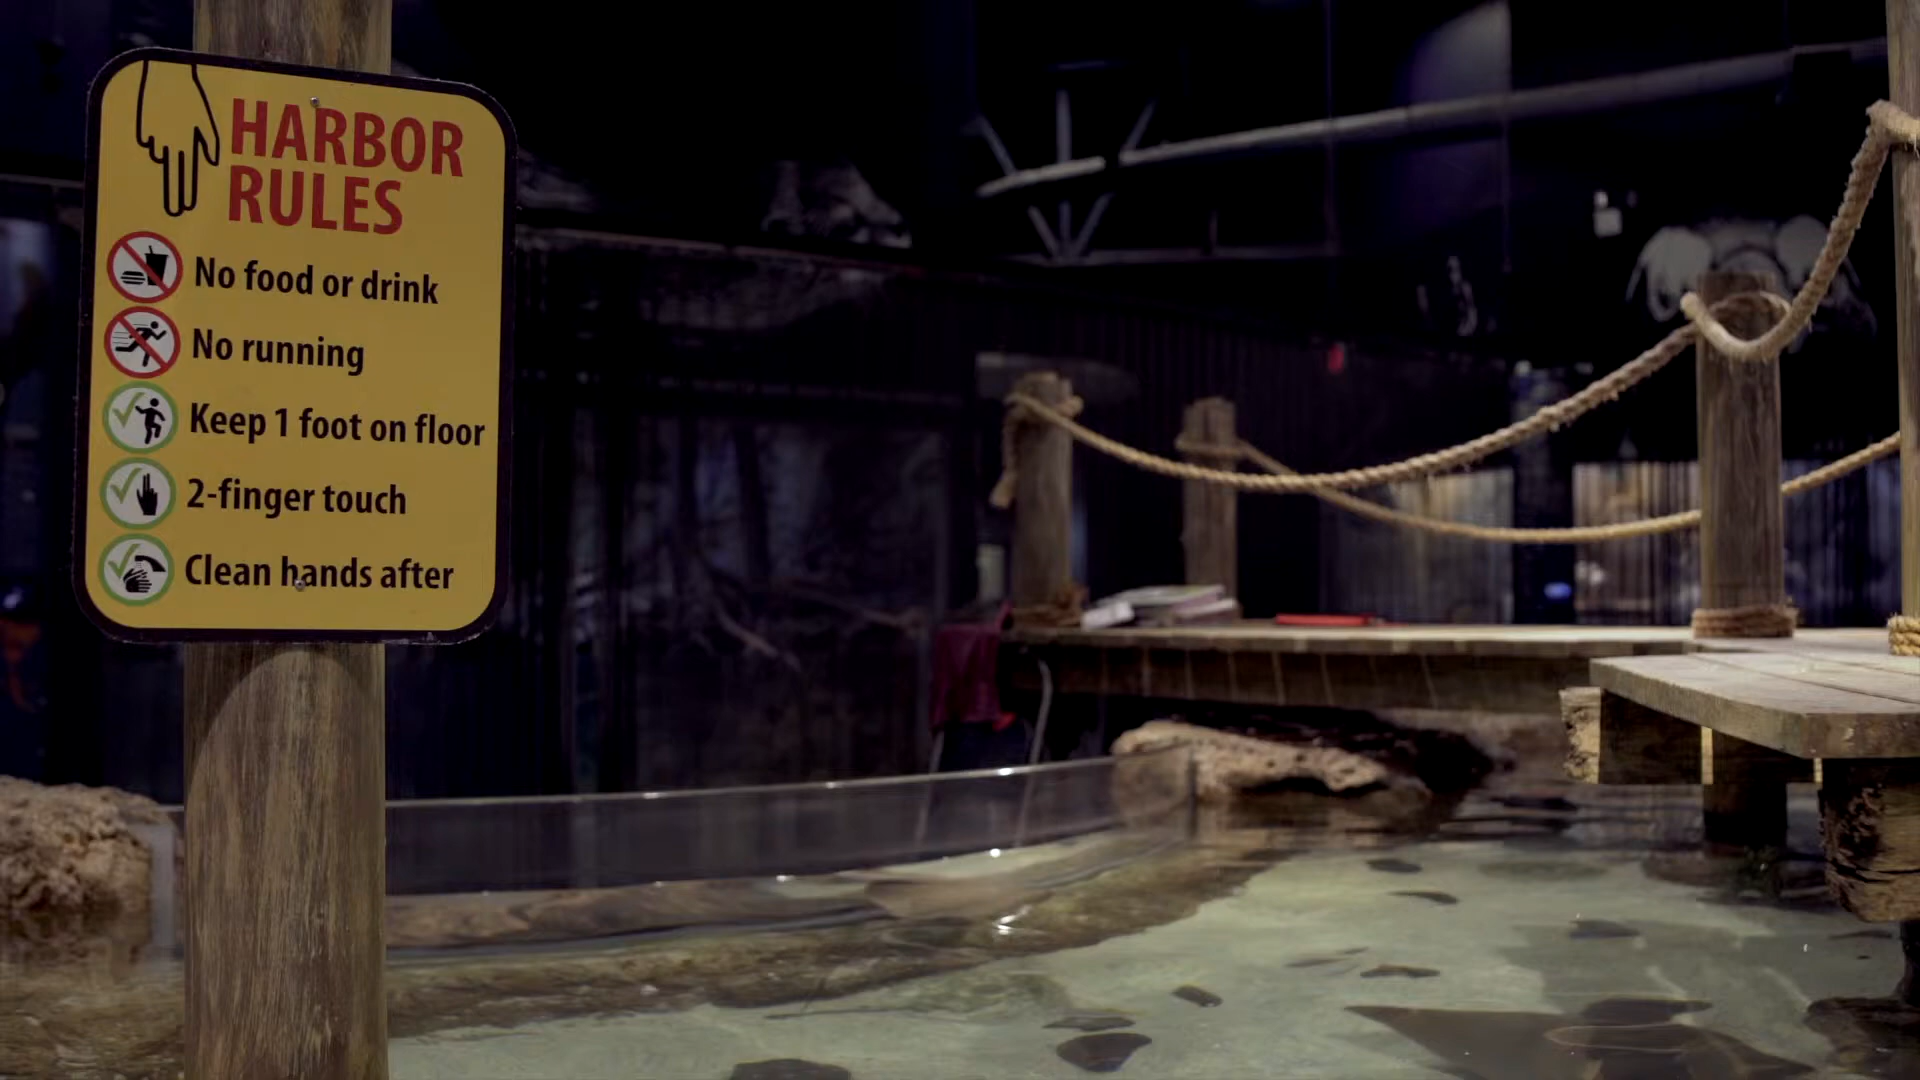 HARBOR
RULES
No food or drink
No running
Keep 1 foot on floor
2-finger touch
Clean hands after